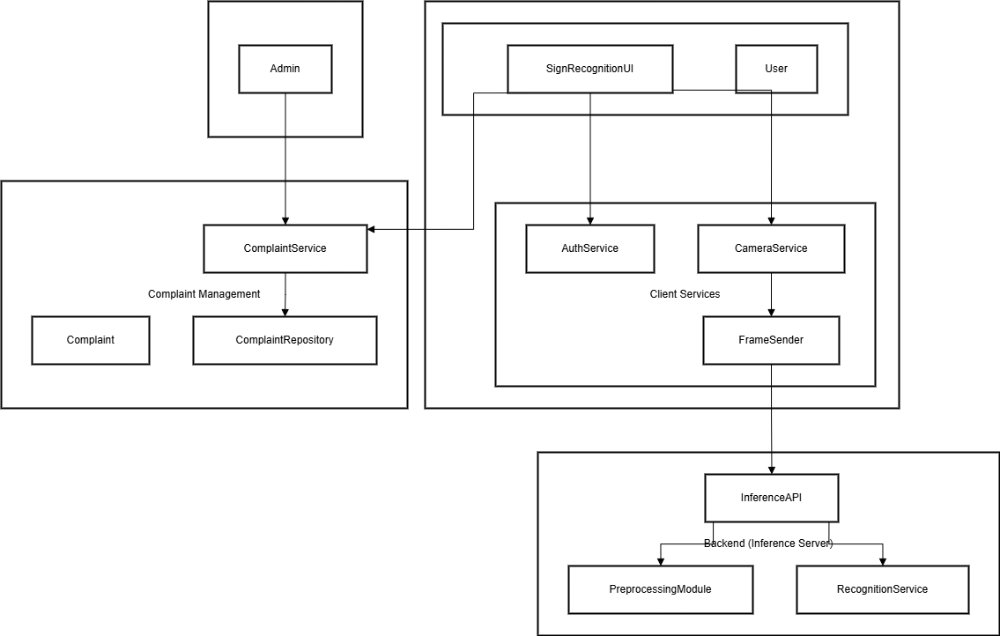 Admin
SignRecognitionUI
User
ComplaintService
AuthService
CameraService
Complaint Management
Client Services
Complaint
ComplaintRepository
FrameSender
InferenceAPI
Backend (Inference Server)
PreprocessingModule
RecognitionService